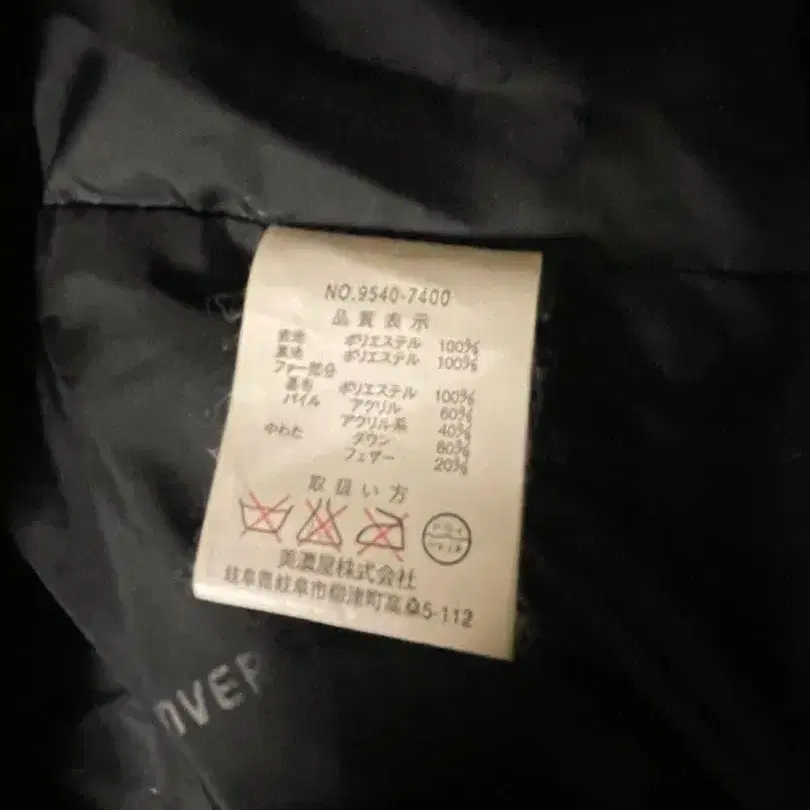 NO.9540-7400
品質表示
表地 ポリエステル 100%
裏地 ポリエステル 100%
ファー部分
基布 ポリエステル 100%
パイル アクリル 60%
アクリル系 40%
中わた ダウン 80%
フェザー 20%
取扱い方
美濃屋株式会社
岐阜県岐阜市柳津町高桑5-112
NVER